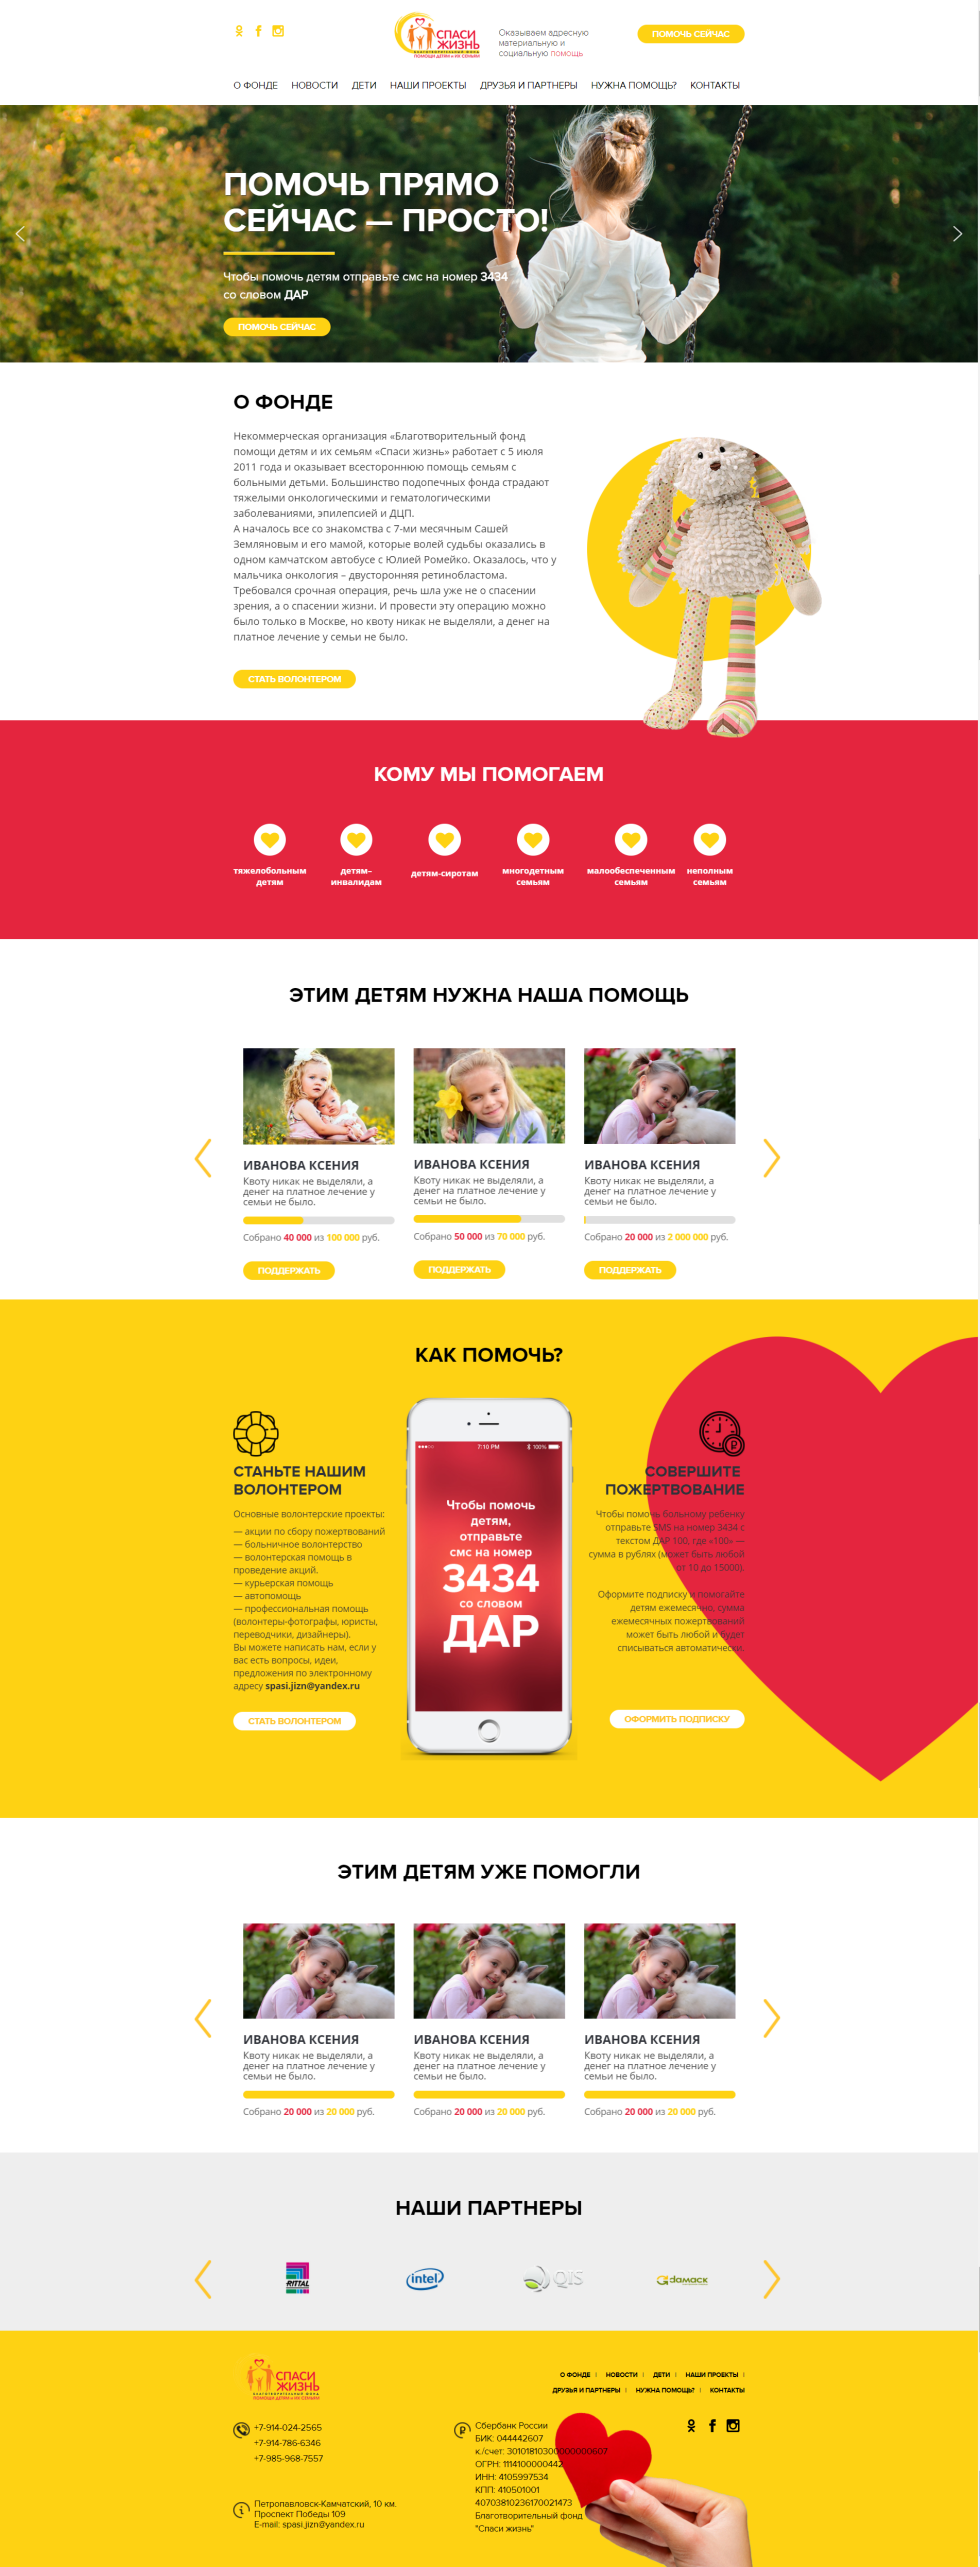 СПАСИ
ЖИЗНЬ
БЛАГОТВОРИТЕЛЬНЫЙ ФОНД
ПОМОЩИ ДЕТЯМ И ИХ СЕМЬЯМ
Оказываем адресную
материальную и
социальную помощь
ПОМОЧЬ СЕЙЧАС
О ФОНДЕ НОВОСТИ ДЕТИ НАШИ ПРОЕКТЫ ДРУЗЬЯ И ПАРТНЕРЫ НУЖНА ПОМОЩЬ? КОНТАКТЫ
ПОМОЧЬ ПРЯМО
СЕЙЧАС — ПРОСТО!
Чтобы помочь детям отправьте смс на номер 3434
со словом ДАР
ПОМОЧЬ СЕЙЧАС
О ФОНДЕ
Некоммерческая организация «Благотворительный фонд
помощи детям и их семьям «Спаси жизнь» работает с 5 июля
2011 года и оказывает всестороннюю помощь семьям с
больными детьми. Большинство подопечных фонда страдают
тяжелыми онкологическими и гематологическими
заболеваниями, эпилепсией и ДЦП.
А началось все со знакомства с 7-ми месячным Сашей
Земляновым и его мамой, которые волей судьбы оказались в
одном камчатском автобусе с Юлией Ромейко. Оказалось, что у
мальчика онкология – двусторонняя ретинобластома.
Требовался срочная операция, речь шла уже не о спасении
зрения, а о спасении жизни. И провести эту операцию можно
было только в Москве, но квоту никак не выделяли, а денег на
платное лечение у семьи не было.
СТАТЬ ВОЛОНТЕРОМ
КОМУ МЫ ПОМОГАЕМ
тяжелобольным
детям
детям–
инвалидам
детям-сиротам
многодетным
семьям
малообеспеченным
семьям
неполным
семьям
ЭТИМ ДЕТЯМ НУЖНА НАША ПОМОЩЬ
ИВАНОВА КСЕНИЯ
Квоту никак не выделяли, а
денег на платное лечение у
семьи не было.
Собрано 40 000 из 100 000 руб.
ПОДДЕРЖАТЬ
ИВАНОВА КСЕНИЯ
Квоту никак не выделяли, а
денег на платное лечение у
семьи не было.
Собрано 50 000 из 70 000 руб.
ПОДДЕРЖАТЬ
ИВАНОВА КСЕНИЯ
Квоту никак не выделяли, а
денег на платное лечение у
семьи не было.
Собрано 20 000 из 2 000 000 руб.
ПОДДЕРЖАТЬ
КАК ПОМОЧЬ?
СТАНЬТЕ НАШИМ
ВОЛОНТЕРОМ
Основные волонтерские проекты:
— акции по сбору пожертвований
— больничное волонтерство
— волонтерская помощь в
проведение акций.
— курьерская помощь
— автопомощь
— профессиональная помощь
(волонтеры-фотографы, юристы,
переводчики, дизайнеры).
Вы можете написать нам, если у
вас есть вопросы, идеи,
предложения по электронному
адресу spasi.jizn@yandex.ru
СТАТЬ ВОЛОНТЕРОМ
7:10 PM 100%
Чтобы помочь
детям,
отправьте
смс на номер
3434
со словом
ДАР
СОВЕРШИТЕ
ПОЖЕРТВОВАНИЕ
Чтобы помочь больному ребенку
отправьте SMS на номер 3434 с
текстом ДАР 100, где «100» —
сумма в рублях (может быть любой
от 10 до 15000).
Оформите подписку и помогайте
детям ежемесячно, сумма
ежемесячных пожертвований
может быть любой и будет
списываться автоматически.
ОФОРМИТЬ ПОДПИСКУ
ЭТИМ ДЕТЯМ УЖЕ ПОМОГЛИ
ИВАНОВА КСЕНИЯ
Квоту никак не выделяли, а
денег на платное лечение у
семьи не было.
Собрано 20 000 из 20 000 руб.
ИВАНОВА КСЕНИЯ
Квоту никак не выделяли, а
денег на платное лечение у
семьи не было.
Собрано 20 000 из 20 000 руб.
ИВАНОВА КСЕНИЯ
Квоту никак не выделяли, а
денег на платное лечение у
семьи не было.
Собрано 20 000 из 20 000 руб.
НАШИ ПАРТНЕРЫ
RITTAL
intel
QIS
дамаск
СПАСИ
ЖИЗНЬ
БЛАГОТВОРИТЕЛЬНЫЙ ФОНД
ПОМОЩИ ДЕТЯМ И ИХ СЕМЬЯМ
О ФОНДЕ | НОВОСТИ | ДЕТИ | НАШИ ПРОЕКТЫ |
ДРУЗЬЯ И ПАРТНЕРЫ | НУЖНА ПОМОЩЬ? | КОНТАКТЫ
+7-914-024-2565
+7-914-786-6346
+7-985-968-7557
Петропавловск-Камчатский, 10 км.
Проспект Победы 109
E-mail: spasi.jizn@yandex.ru
Сбербанк России
БИК: 044442607
к./счет: 30101810300000000607
ОГРН: 1114100000442
ИНН: 4105997534
КПП: 410501001
40703810236170021473
Благотворительный фонд
"Спаси жизнь"